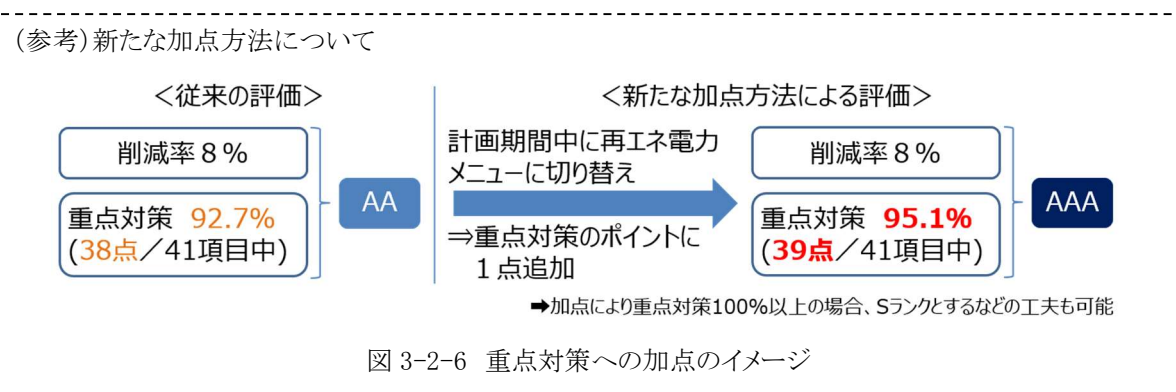 (参考)新たな加点方法について
<従来の評価>
削減率8%
重点対策 92.7%
(38点/41項目中)
AA
<新たな加点方法による評価>
計画期間中に再エネ電力
メニューに切り替え
⇒重点対策のポイントに
1点追加
削減率8%
重点対策 95.1%
(39点/41項目中)
AAA
➡加点により重点対策100%以上の場合、Sランクとするなどの工夫も可能
図 3-2-6 重点対策への加点のイメージ